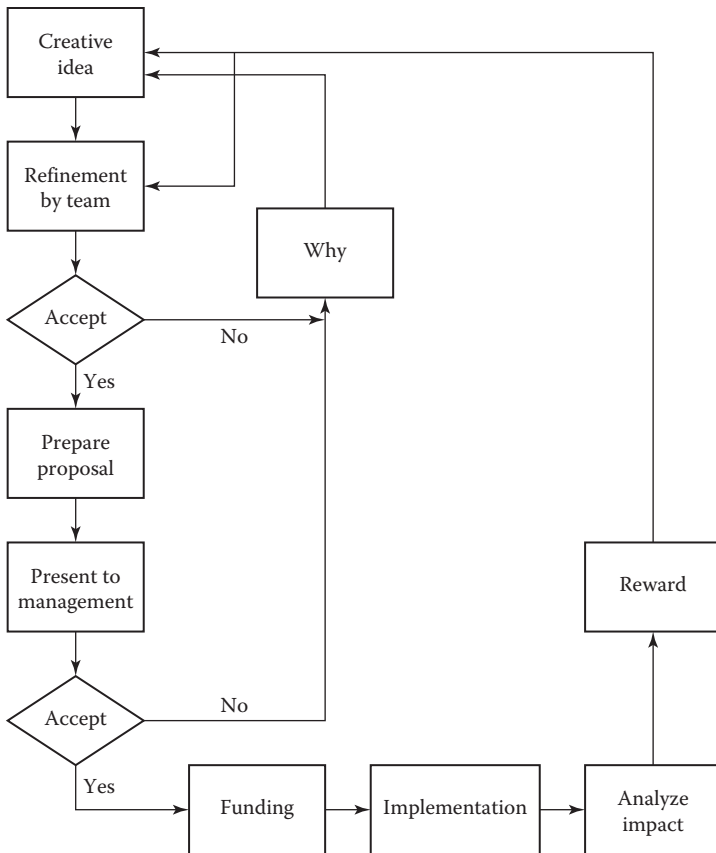 Creative
idea
Refinement
by team
Why
Accept
No
Yes
Prepare
proposal
Present to
management
Reward
Accept
No
Yes
Funding
Implementation
Analyze
impact